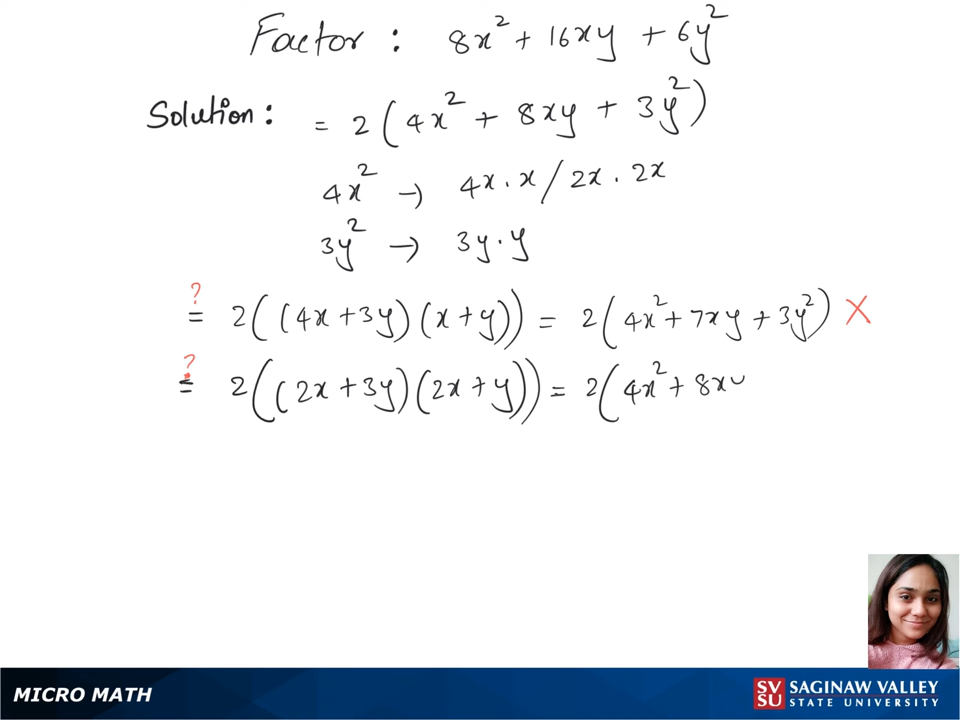 Factor : 8x² + 16xy + 6y²
Solution : = 2(4x² + 8xy + 3y²)
4x² → 4x · x / 2x · 2x
3y² → 3y · y
? = 2((4x + 3y)(x + y)) = 2(4x² + 7xy + 3y²) X
? = 2((2x + 3y)(2x + y)) = 2(4x² + 8x
MICRO MATH
SV SU SAGINAW VALLEY
STATE UNIVERSITY